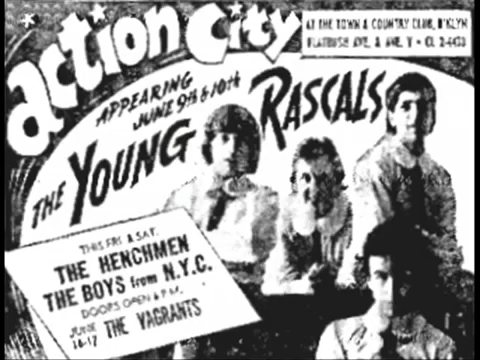 action City
AT THE TOWN & COUNTRY CLUB, B'KLYN
FLATBUSH AVE. & AVE. V • CL 2-4433
APPEARING
JUNE 9th & 10th
THE YOUNG RASCALS
THIS FRI & SAT.
THE HENCHMEN
THE BOYS from N.Y.C.
DOORS OPEN 6 P.M.
JUNE
16-17 THE VAGRANTS